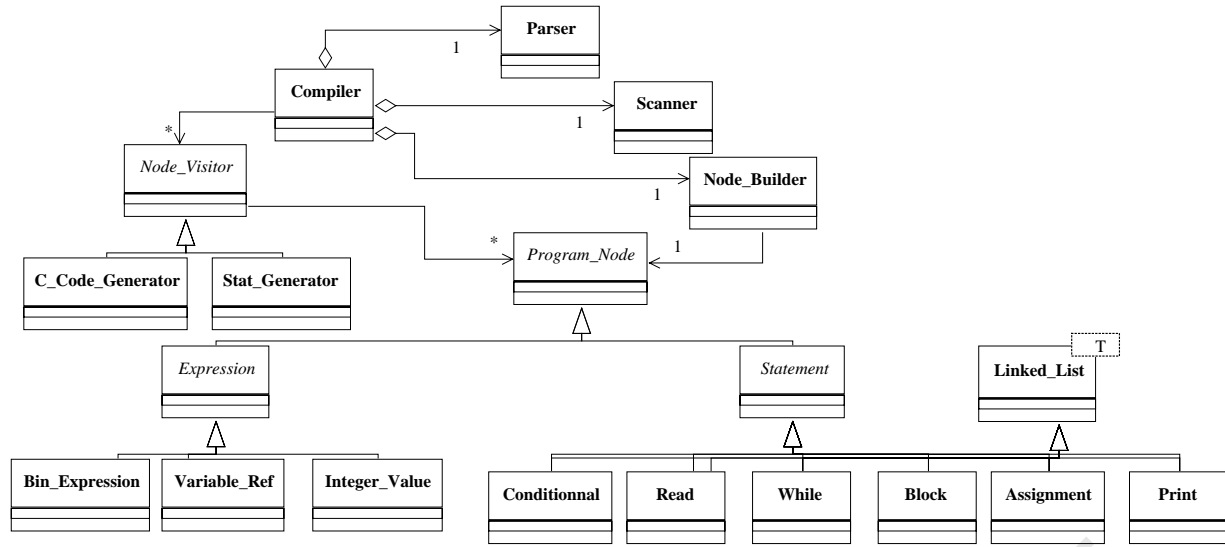 Parser
1
Compiler
Scanner
1
*
Node_Visitor
Node_Builder
1
*
Program_Node
1
C_Code_Generator
Stat_Generator
T
Expression
Statement
Linked_List
Bin_Expression
Variable_Ref
Integer_Value
Conditionnal
Read
While
Block
Assignment
Print